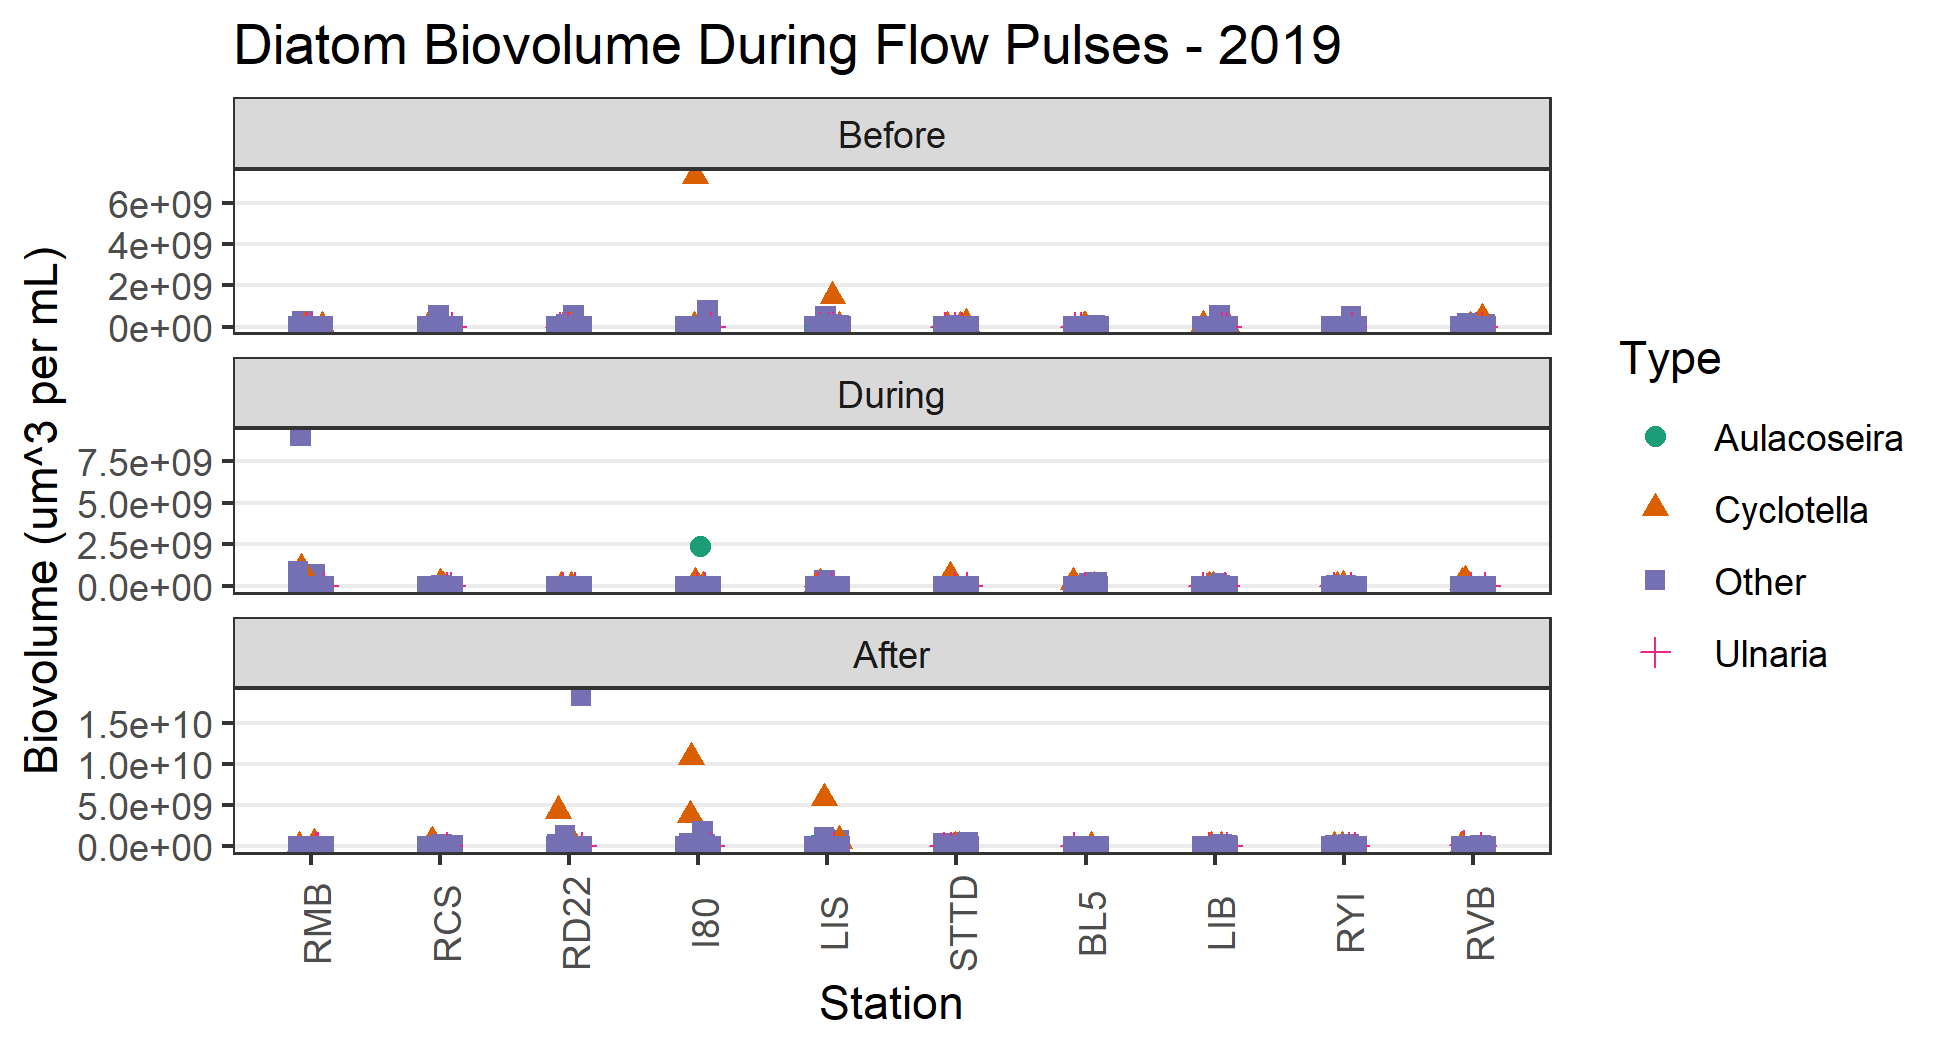 Diatom Biovolume During Flow Pulses - 2019
Before
6e+09
4e+09
2e+09
0e+00
During
7.5e+09
5.0e+09
2.5e+09
0.0e+00
After
1.5e+10
1.0e+10
5.0e+09
0.0e+00
Biovolume (um^3 per mL)
RMB
RCS
RD22
I80
LIS
STTD
BL5
LIB
RYI
RVB
Station
Type
Aulacoseira
Cyclotella
Other
Ulnaria